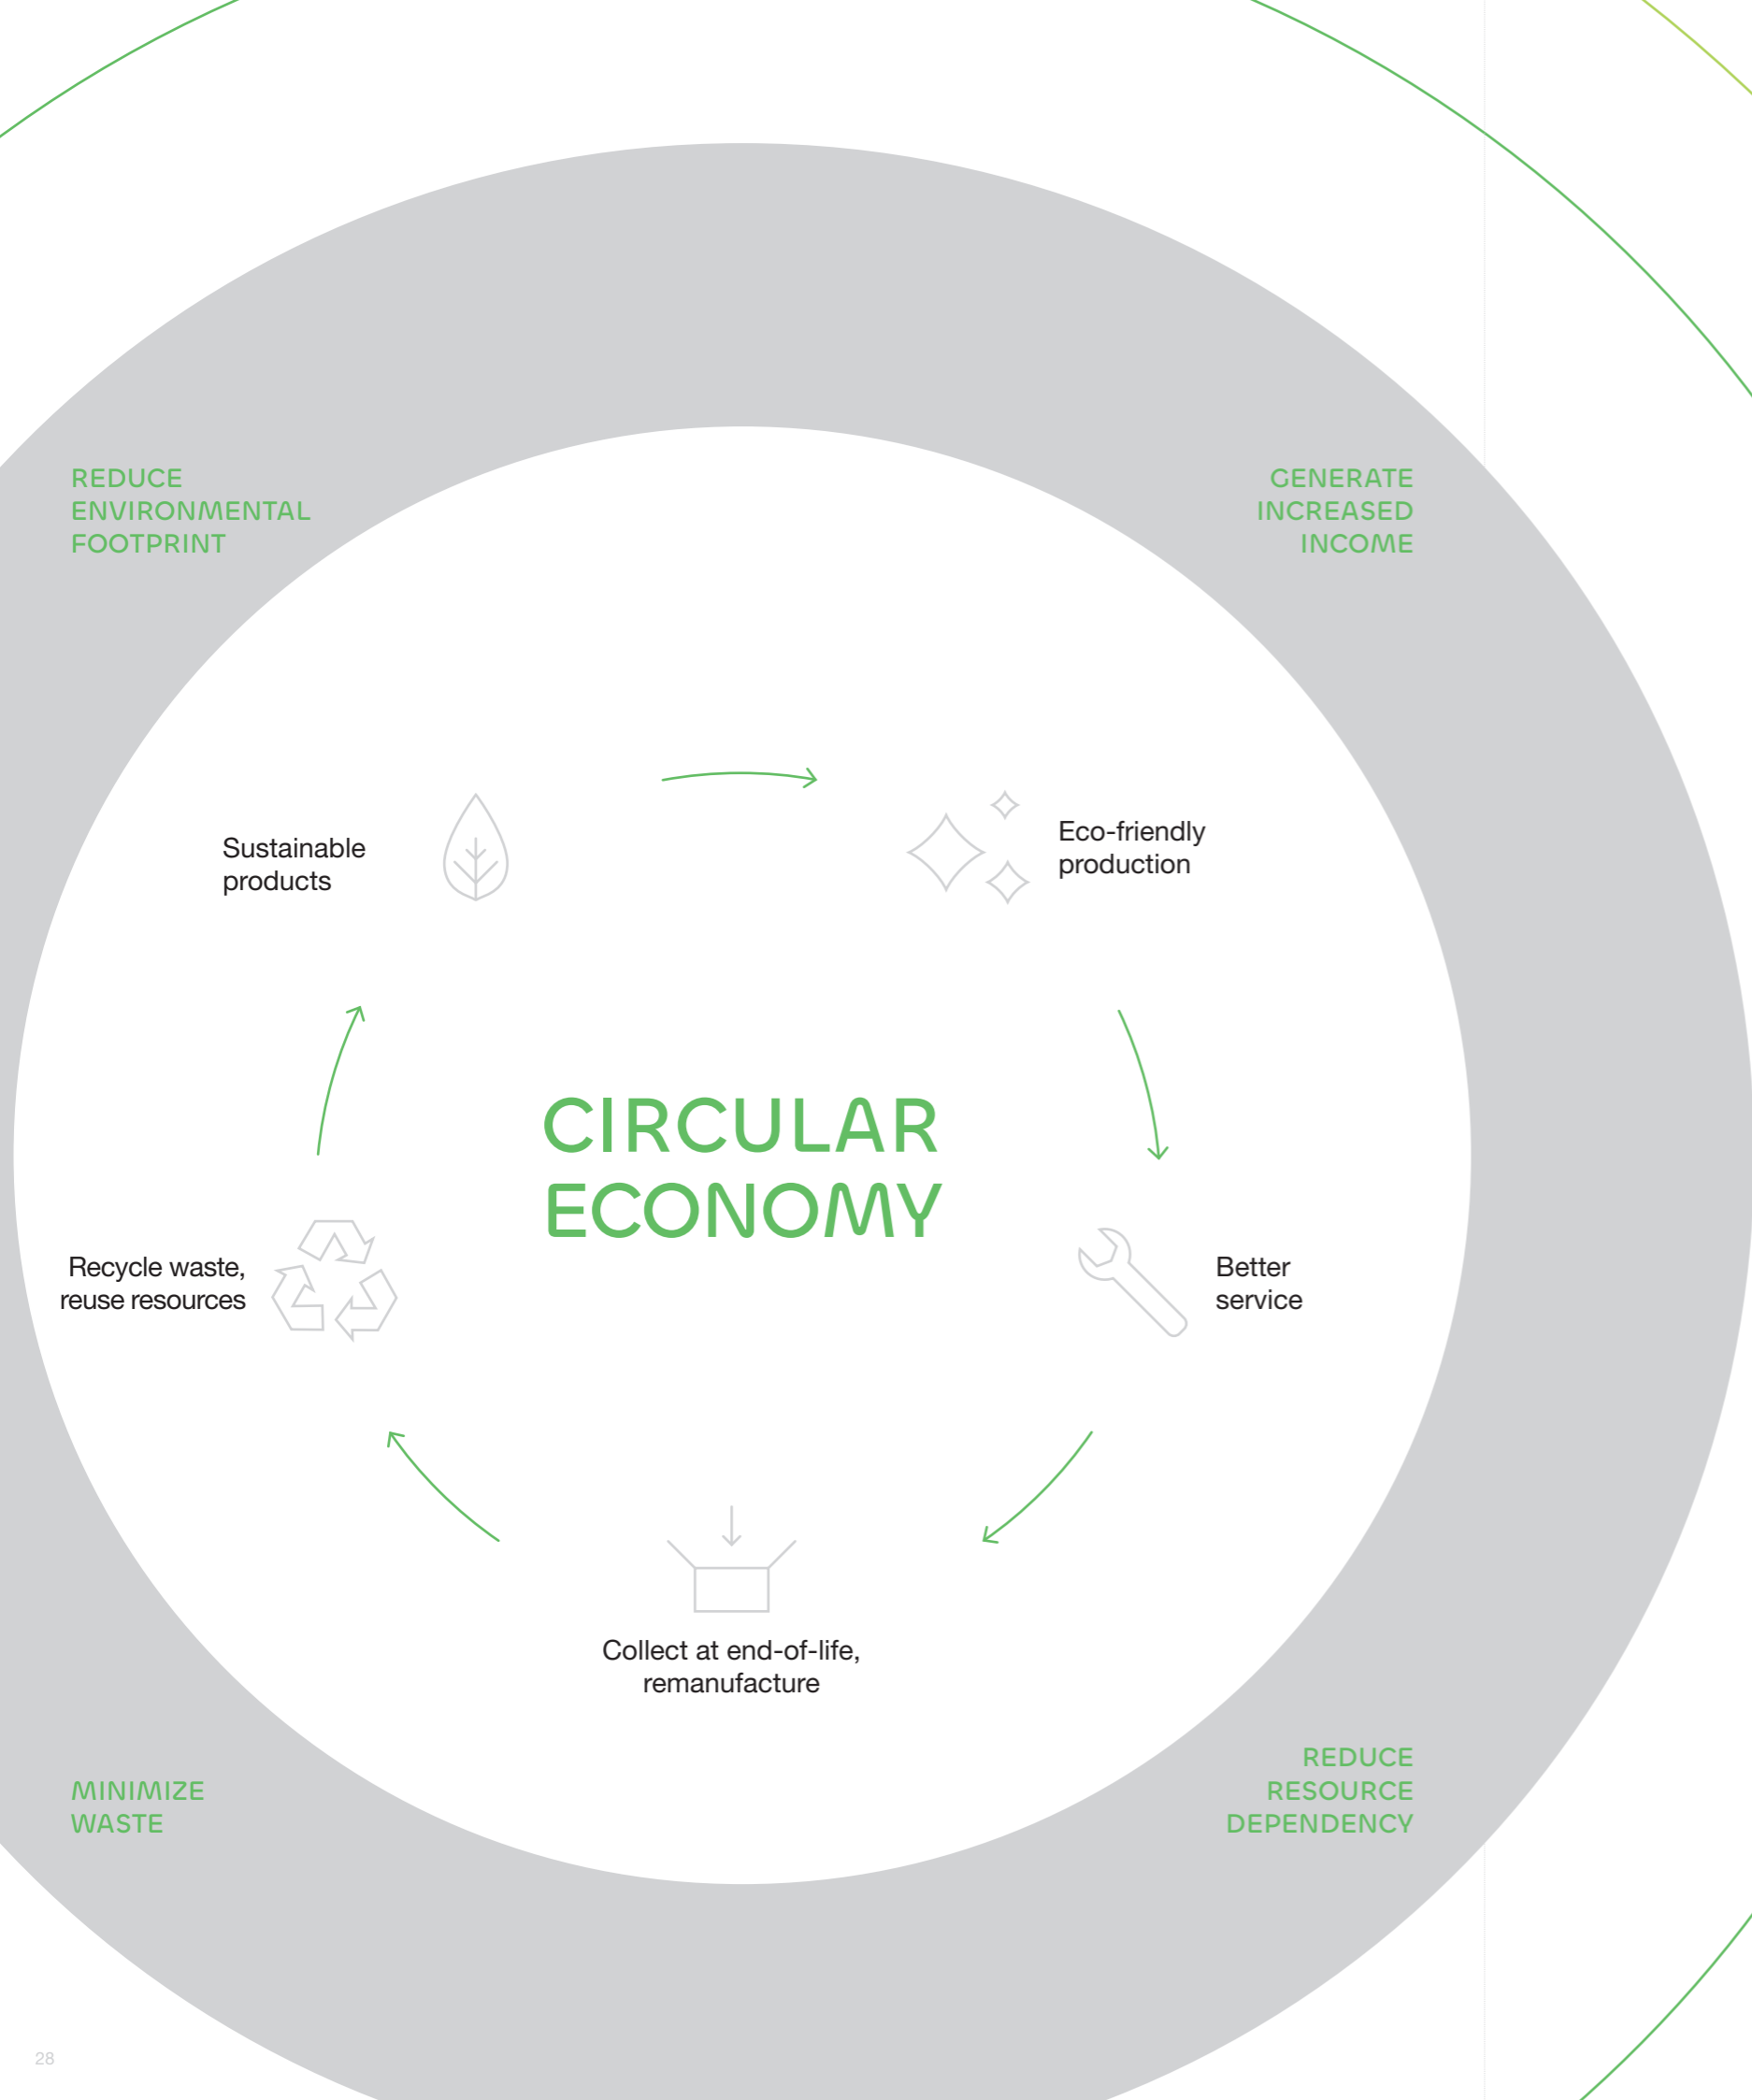 REDUCE
ENVIRONMENTAL
FOOTPRINT
GENERATE
INCREASED
INCOME
Sustainable
products
Eco-friendly
production
CIRCULAR
ECONOMY
Recycle waste,
reuse resources
Better
service
Collect at end-of-life,
remanufacture
MINIMIZE
WASTE
REDUCE
RESOURCE
DEPENDENCY
28